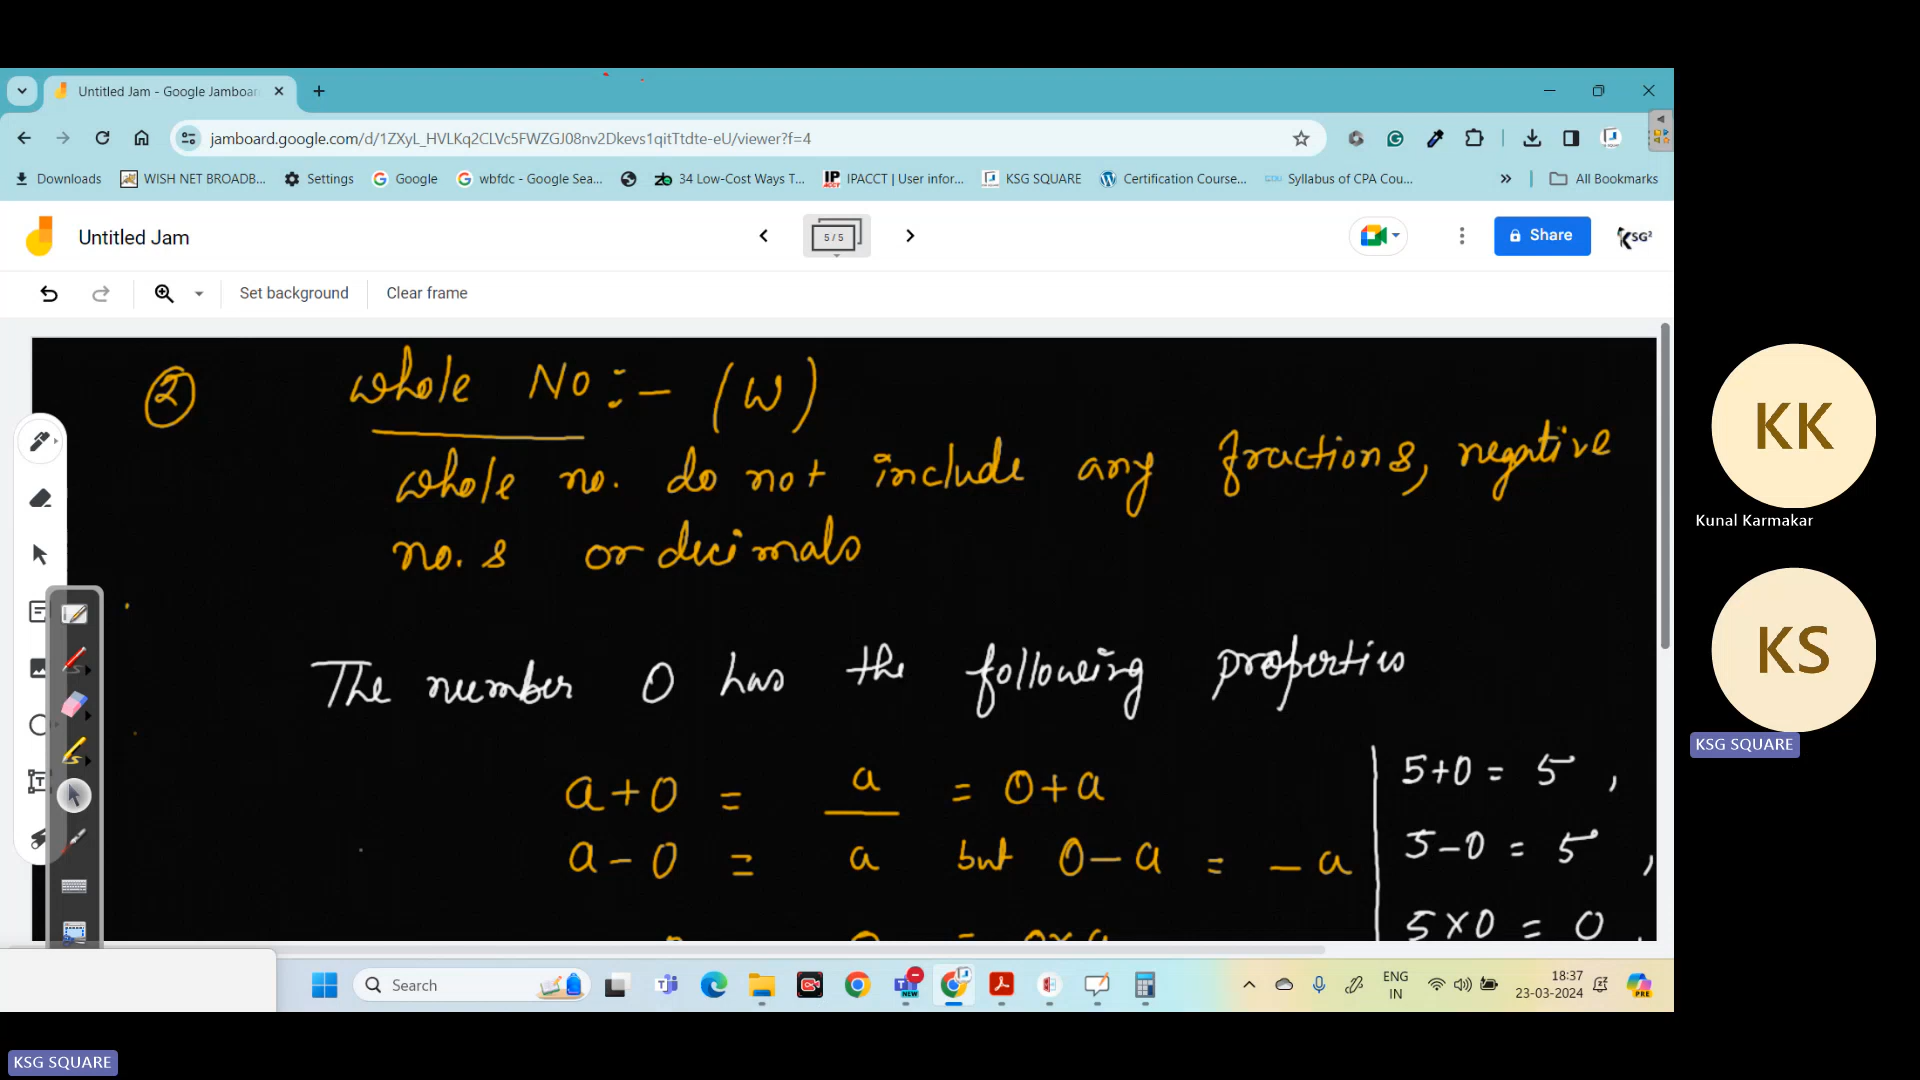 Untitled Jam - Google Jamboar
jamboard.google.com/d/1ZXyL_HVLKq2CLVc5FWZGJ08nv2Dkevs1qitTtdte-eU/viewer?f=4
Downloads WISH NET BROADB... Settings Google wbfdc - Google Sea... 34 Low-Cost Ways T... IPACCT | User infor... KSG SQUARE Certification Course... Syllabus of CPA Cou... » All Bookmarks
Untitled Jam
5 / 5
Share
KSG²
Set background Clear frame
② Whole No :- (W)
Whole no. do not include any fractions, negative
no.s or decimals
The number 0 has the following properties
a+0 = a = 0+a
5+0 = 5 ,
a-0 = a but 0-a = -a
5-0 = 5 ,
5×0 = 0 ,
= 0×a
KK
Kunal Karmakar
KS
KSG SQUARE
Search
NEW
ENG
IN
18:37
23-03-2024
PRE
KSG SQUARE